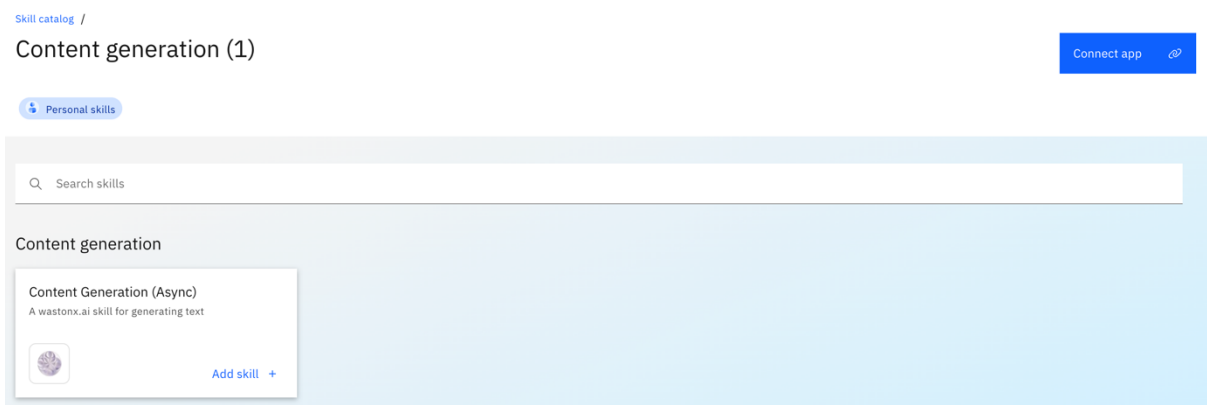 Skill catalog /
Content generation (1)
Connect app
Personal skills
Search skills
Content generation
Content Generation (Async)
A wastonx.ai skill for generating text
Add skill +